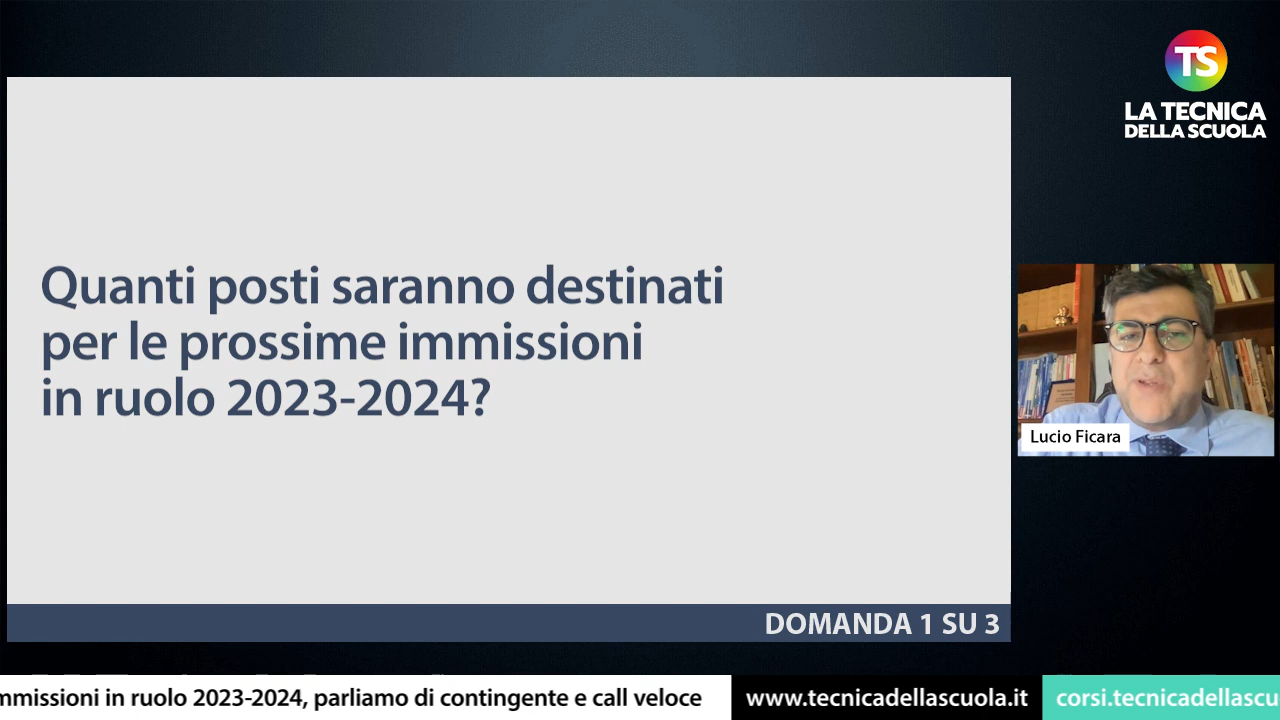 TS
LA TECNICA
DELLA SCUOLA
Quanti posti saranno destinati
per le prossime immissioni
in ruolo 2023-2024?
Lucio Ficara
DOMANDA 1 SU 3
mmissioni in ruolo 2023-2024, parliamo di contingente e call veloce
www.tecnicadellascuola.it
corsi.tecnicadellascu